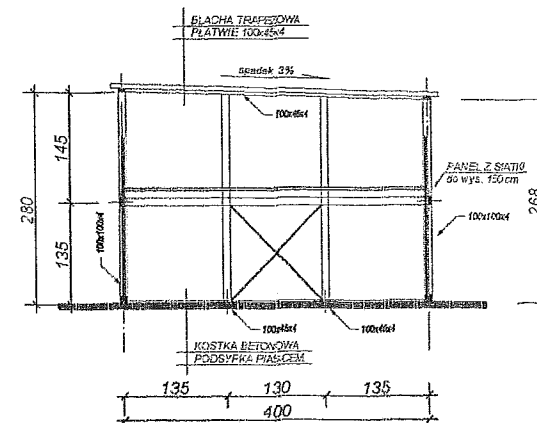 BLACHA TRAPEZOWA
PŁATWIE 100x45x4
spadek 3%
100x45x4
145
280
135
100x100x4
PANEL Z SIATKI
do wys. 150 cm
268
100x100x4
100x45x4
100x45x4
KOSTKA BETONOWA
PODSYPKA PIASKIEM
135
130
135
400